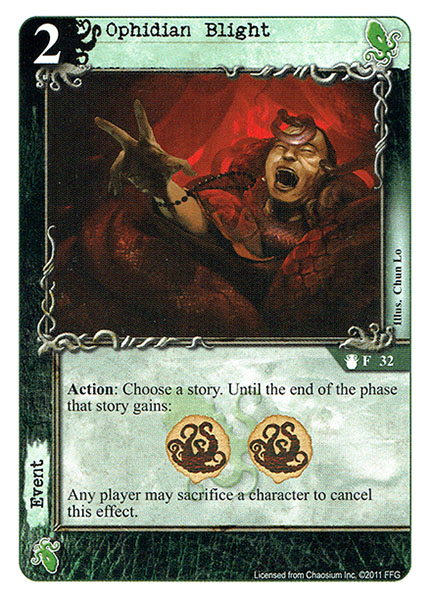 2
Ophidian Blight
Illus. Chun Lo
F 32
Action: Choose a story. Until the end of the phase
that story gains:
Any player may sacrifice a character to cancel
this effect.
Event
Licensed from Chaosium Inc. ©2011 FFG